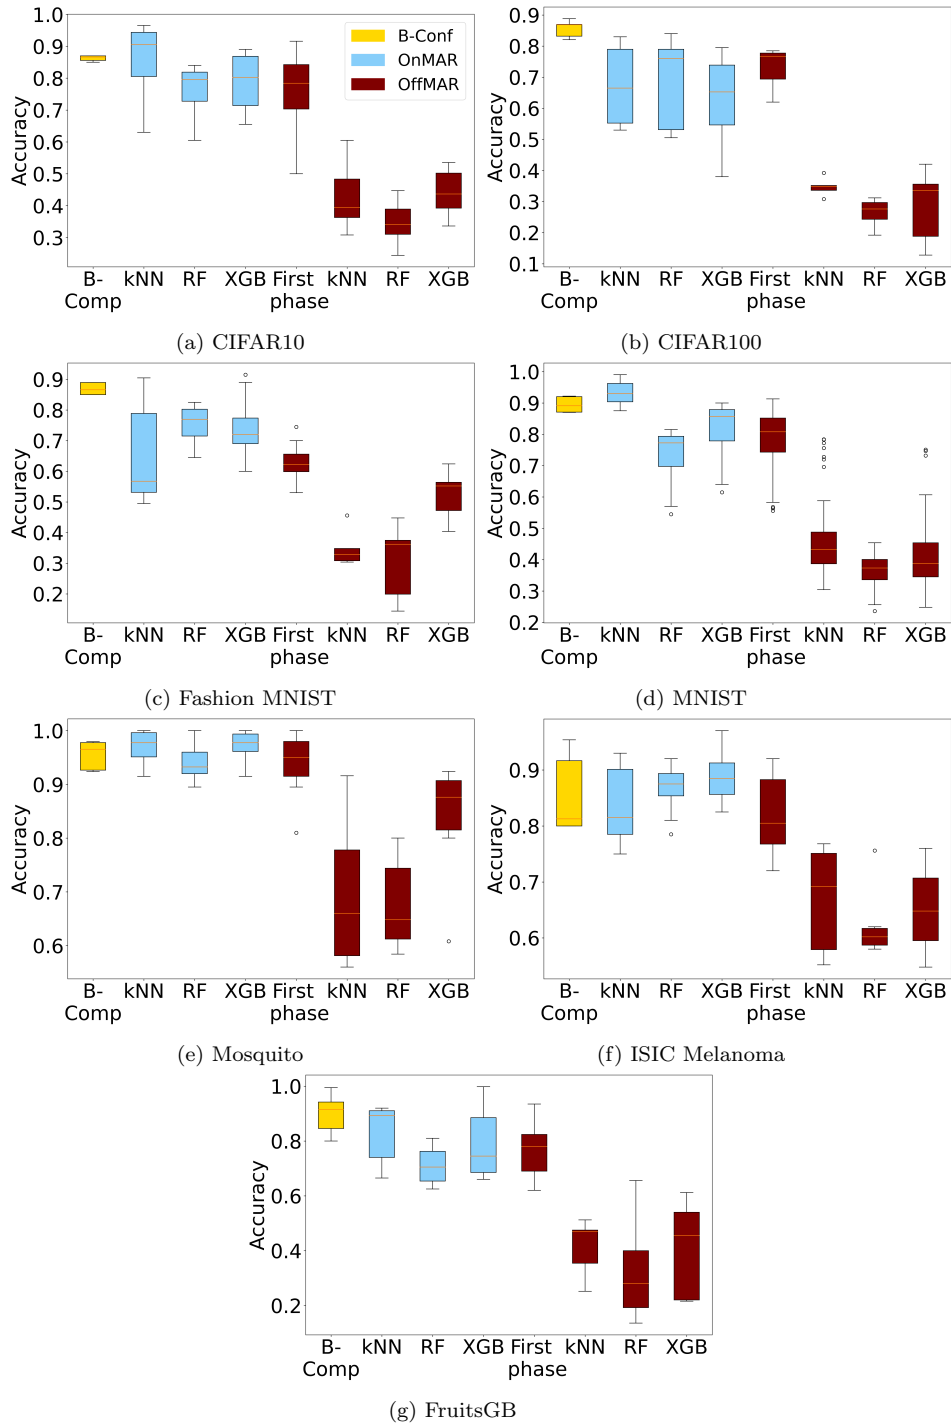 1.0
0.9
0.8
0.7
0.6
0.5
0.4
0.3
Accuracy
B-Conf
OnMAR
OffMAR
B-Comp kNN RF XGB First phase kNN RF XGB
(a) CIFAR10
0.9
0.8
0.7
0.6
0.5
0.4
0.3
0.2
0.1
Accuracy
B-Comp kNN RF XGB First phase kNN RF XGB
(b) CIFAR100
0.9
0.8
0.7
0.6
0.5
0.4
0.3
0.2
Accuracy
B-Comp kNN RF XGB First phase kNN RF XGB
(c) Fashion MNIST
1.0
0.9
0.8
0.7
0.6
0.5
0.4
0.3
0.2
Accuracy
B-Comp kNN RF XGB First phase kNN RF XGB
(d) MNIST
1.0
0.9
0.8
0.7
0.6
Accuracy
B-Comp kNN RF XGB First phase kNN RF XGB
(e) Mosquito
0.9
0.8
0.7
0.6
Accuracy
B-Comp kNN RF XGB First phase kNN RF XGB
(f) ISIC Melanoma
1.0
0.8
0.6
0.4
0.2
Accuracy
B-Comp kNN RF XGB First phase kNN RF XGB
(g) FruitsGB